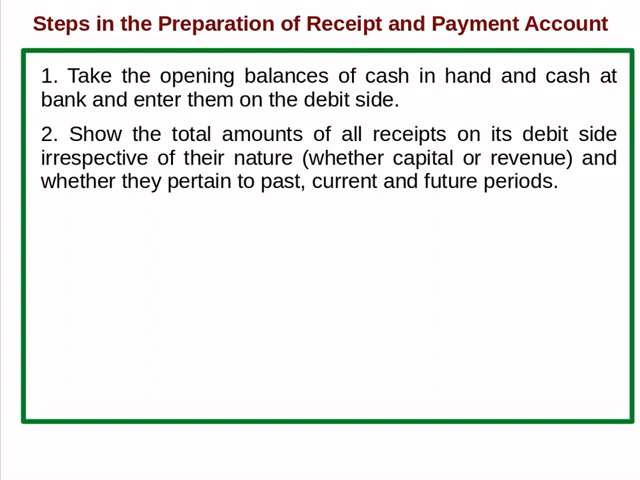 Steps in the Preparation of Receipt and Payment Account
1. Take the opening balances of cash in hand and cash at
bank and enter them on the debit side.
2. Show the total amounts of all receipts on its debit side
irrespective of their nature (whether capital or revenue) and
whether they pertain to past, current and future periods.